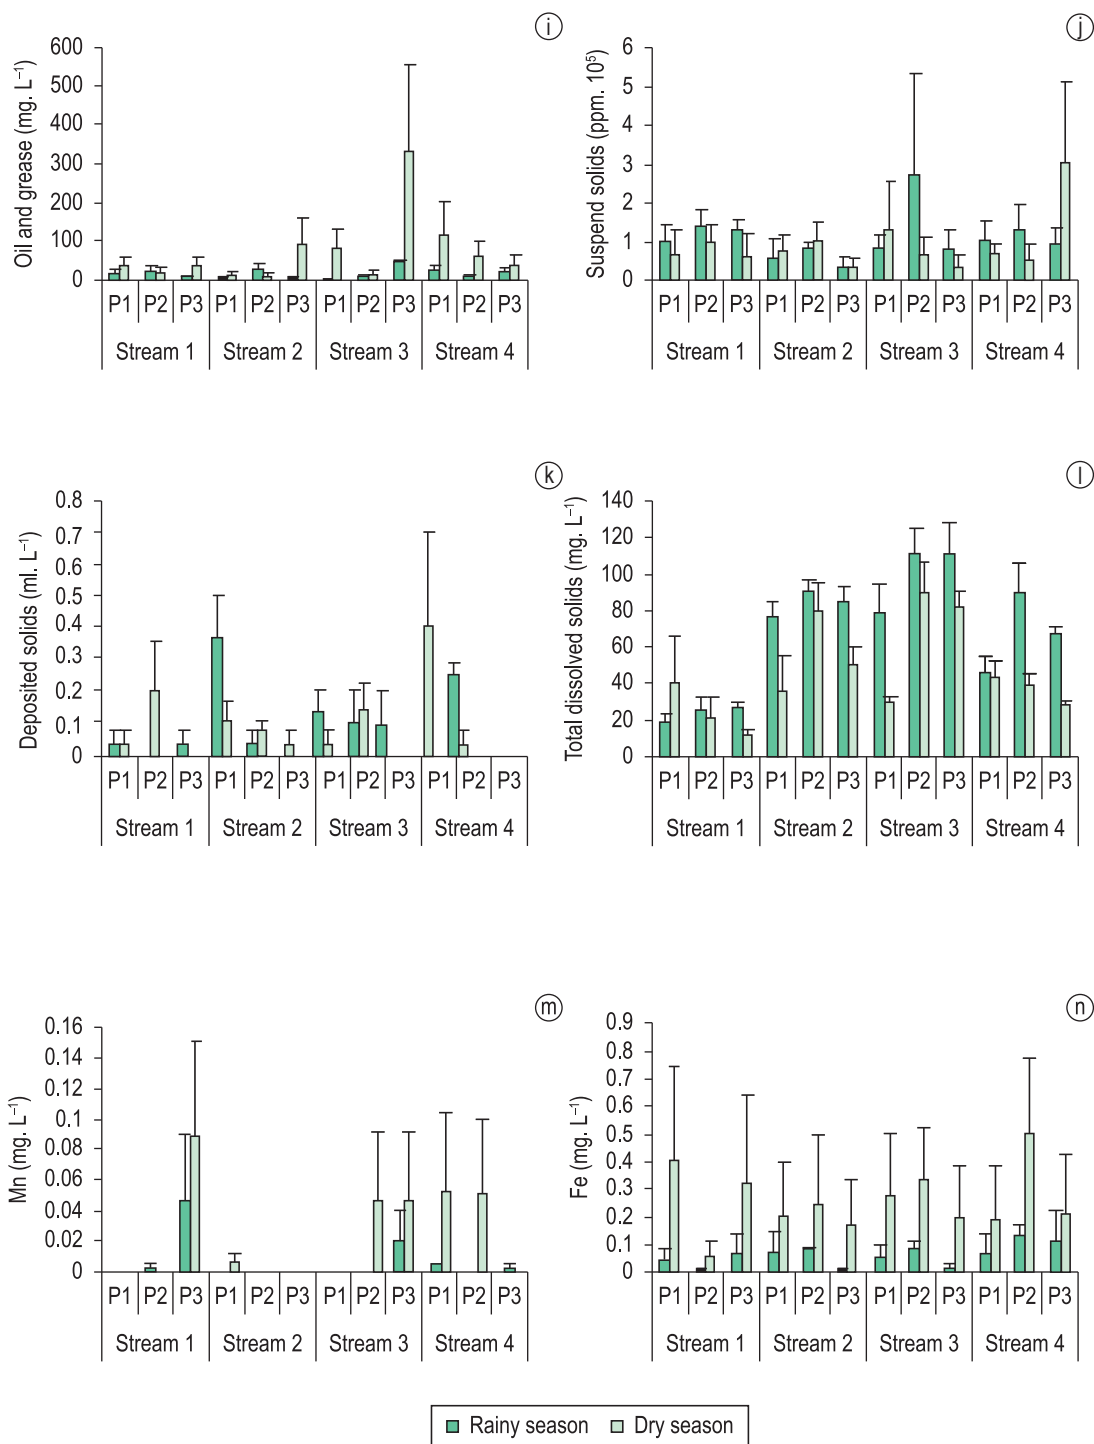 i
Oil and grease (mg. L⁻¹)
600
500
400
300
200
100
0
P1 P2 P3 P1 P2 P3 P1 P2 P3 P1 P2 P3
Stream 1 Stream 2 Stream 3 Stream 4
j
Suspend solids (ppm. 10⁵)
6
5
4
3
2
1
0
P1 P2 P3 P1 P2 P3 P1 P2 P3 P1 P2 P3
Stream 1 Stream 2 Stream 3 Stream 4
k
Deposited solids (ml. L⁻¹)
0.8
0.7
0.6
0.5
0.4
0.3
0.2
0.1
0
P1 P2 P3 P1 P2 P3 P1 P2 P3 P1 P2 P3
Stream 1 Stream 2 Stream 3 Stream 4
l
Total dissolved solids (mg. L⁻¹)
140
120
100
80
60
40
20
0
P1 P2 P3 P1 P2 P3 P1 P2 P3 P1 P2 P3
Stream 1 Stream 2 Stream 3 Stream 4
m
Mn (mg. L⁻¹)
0.16
0.14
0.12
0.1
0.08
0.06
0.04
0.02
0
P1 P2 P3 P1 P2 P3 P1 P2 P3 P1 P2 P3
Stream 1 Stream 2 Stream 3 Stream 4
n
Fe (mg. L⁻¹)
0.9
0.8
0.7
0.6
0.5
0.4
0.3
0.2
0.1
0
P1 P2 P3 P1 P2 P3 P1 P2 P3 P1 P2 P3
Stream 1 Stream 2 Stream 3 Stream 4
Rainy season Dry season